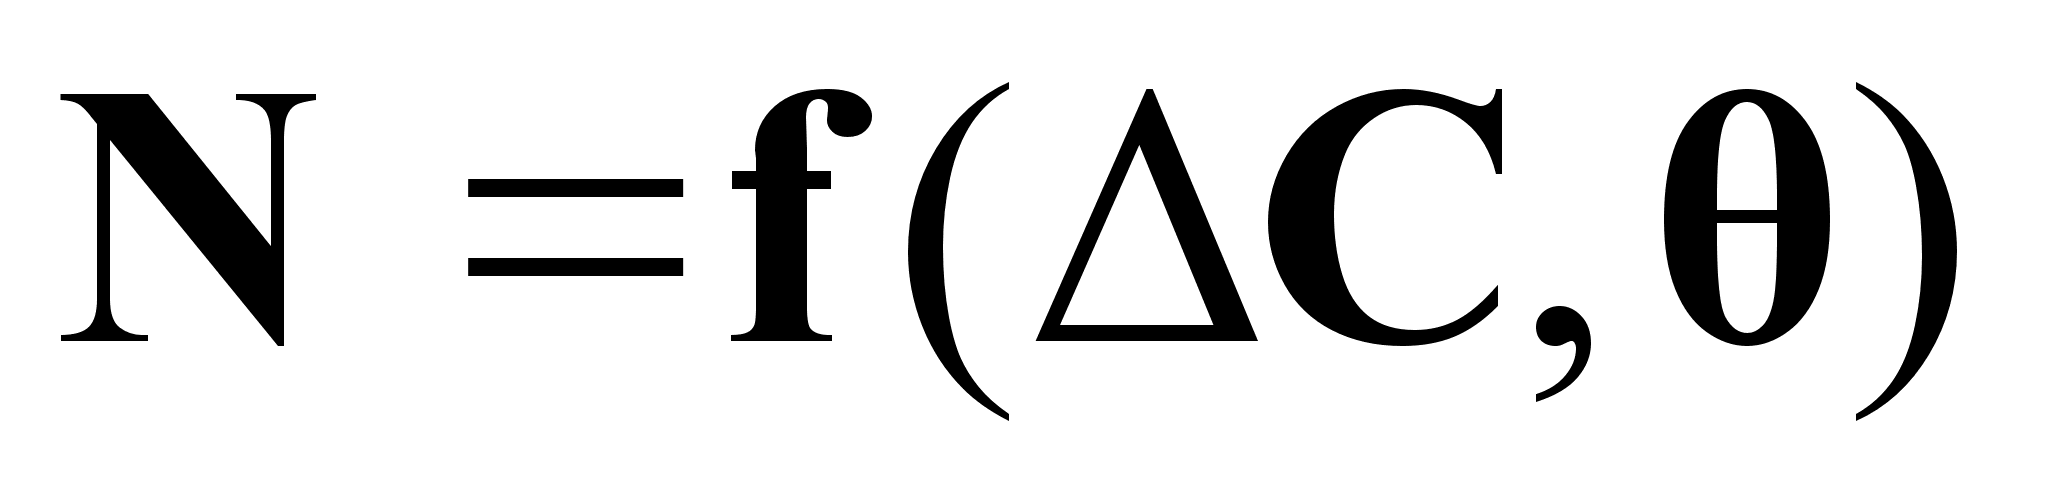 N = f(ΔC, θ)